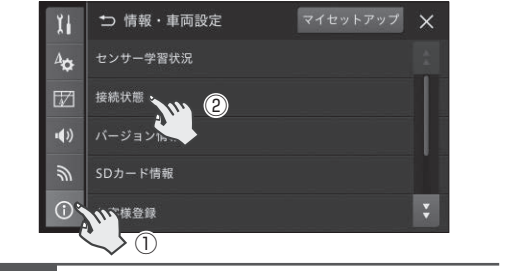 情報・車両設定 マイセットアップ
センサー学習状況
接続状態 ②
バージョン情
SDカード情報
客様登録
①